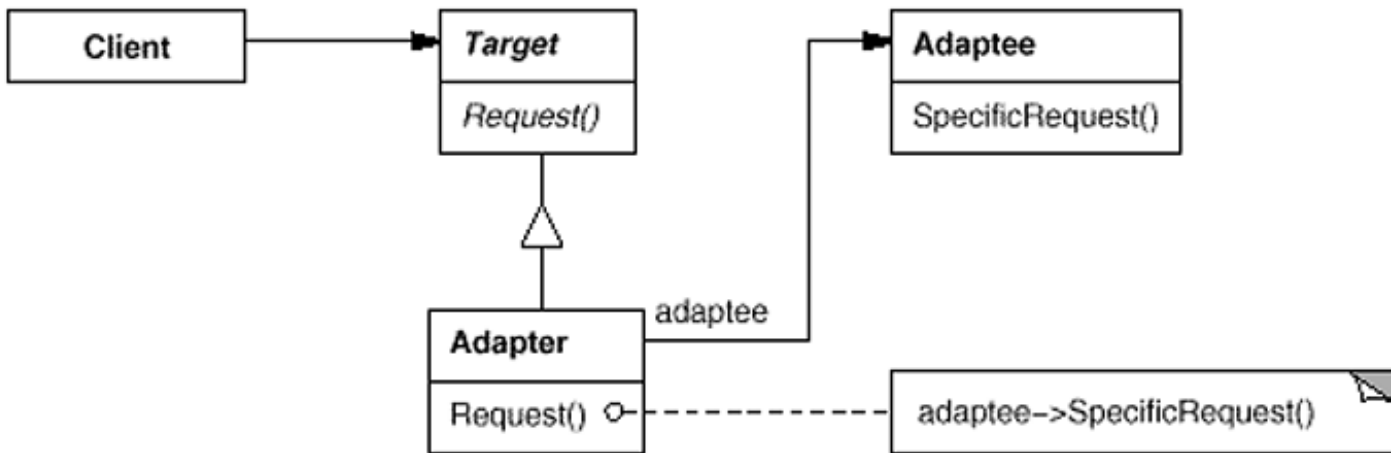 Client
Target
Request()
Adaptee
SpecificRequest()
adaptee
Adapter
Request()
adaptee->SpecificRequest()